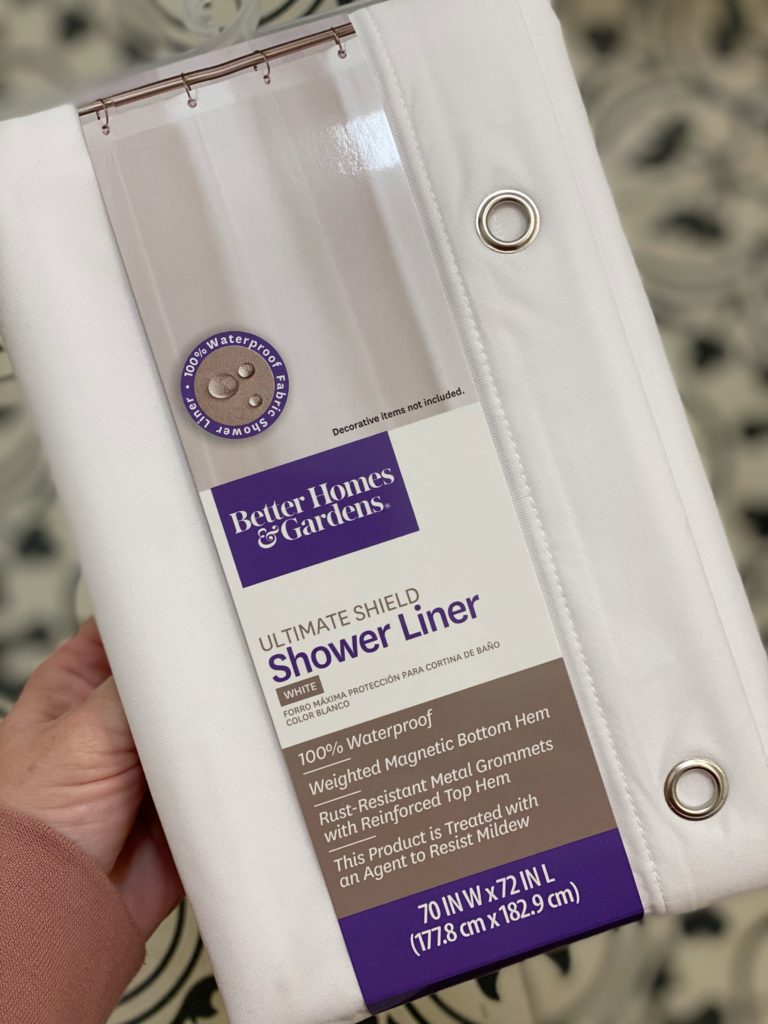 100% Waterproof Fabric Shower Liner •
Decorative items not included.
Better Homes
& Gardens®
ULTIMATE SHIELD
Shower Liner
WHITE
FORRO MÁXIMA PROTECCIÓN PARA CORTINA DE BAÑO
COLOR BLANCO
100% Waterproof
Weighted Magnetic Bottom Hem
Rust-Resistant Metal Grommets
with Reinforced Top Hem
This Product is Treated with
an Agent to Resist Mildew
70 IN W x 72 IN L
(177.8 cm x 182.9 cm)